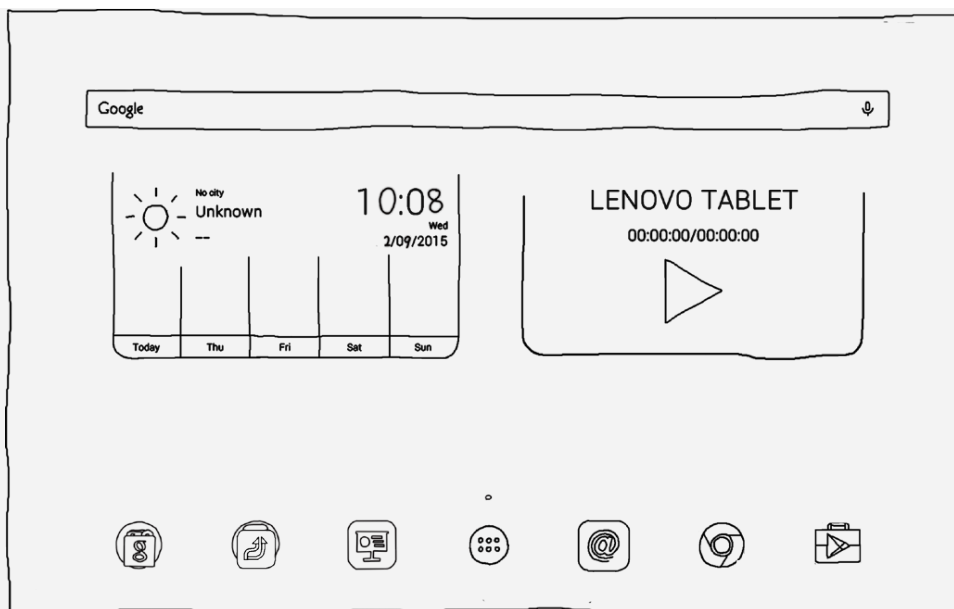 Google
No city
Unknown
--
10:08
Wed
2/09/2015
Today Thu Fri Sat Sun
LENOVO TABLET
00:00:00/00:00:00
8
@